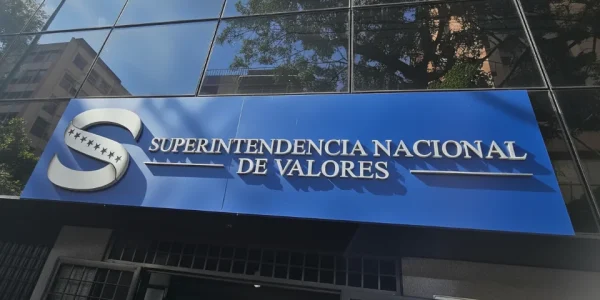 SUPERINTENDENCIA NACIONAL
DE VALORES